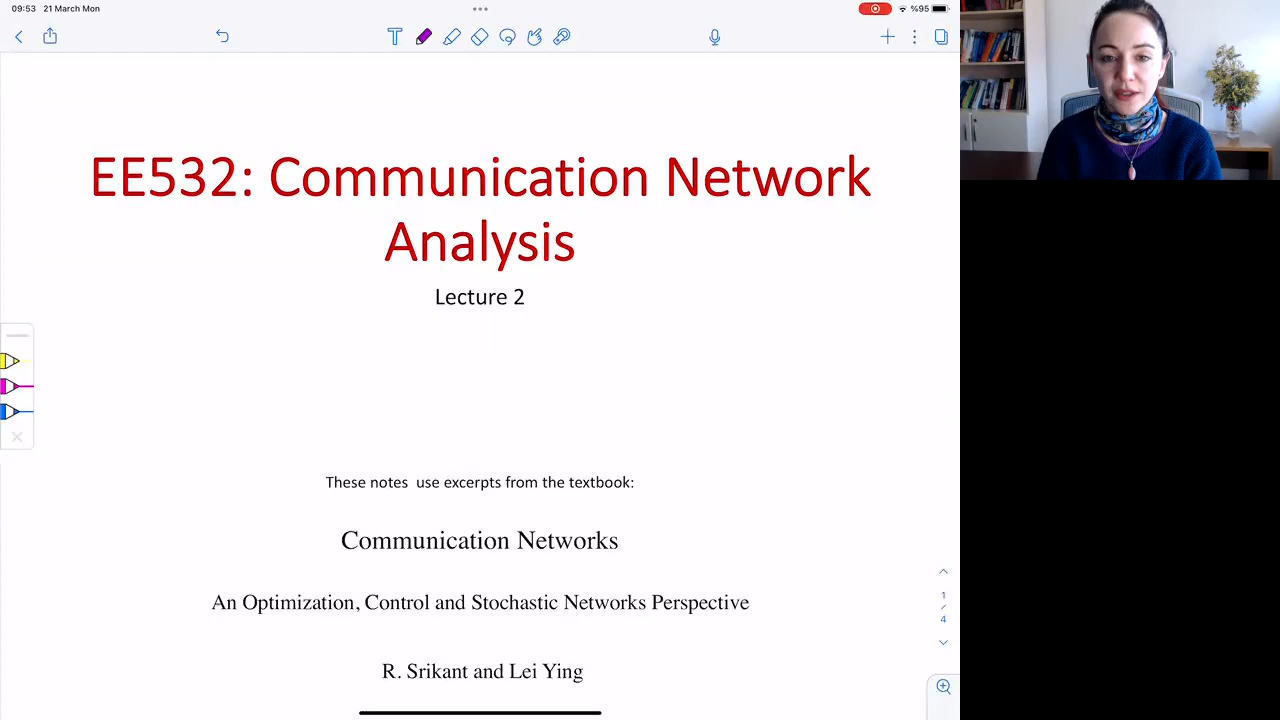 09:53 21 March Mon
%95
EE532: Communication Network
Analysis
Lecture 2
These notes use excerpts from the textbook:
Communication Networks
An Optimization, Control and Stochastic Networks Perspective
R. Srikant and Lei Ying
1
/
4